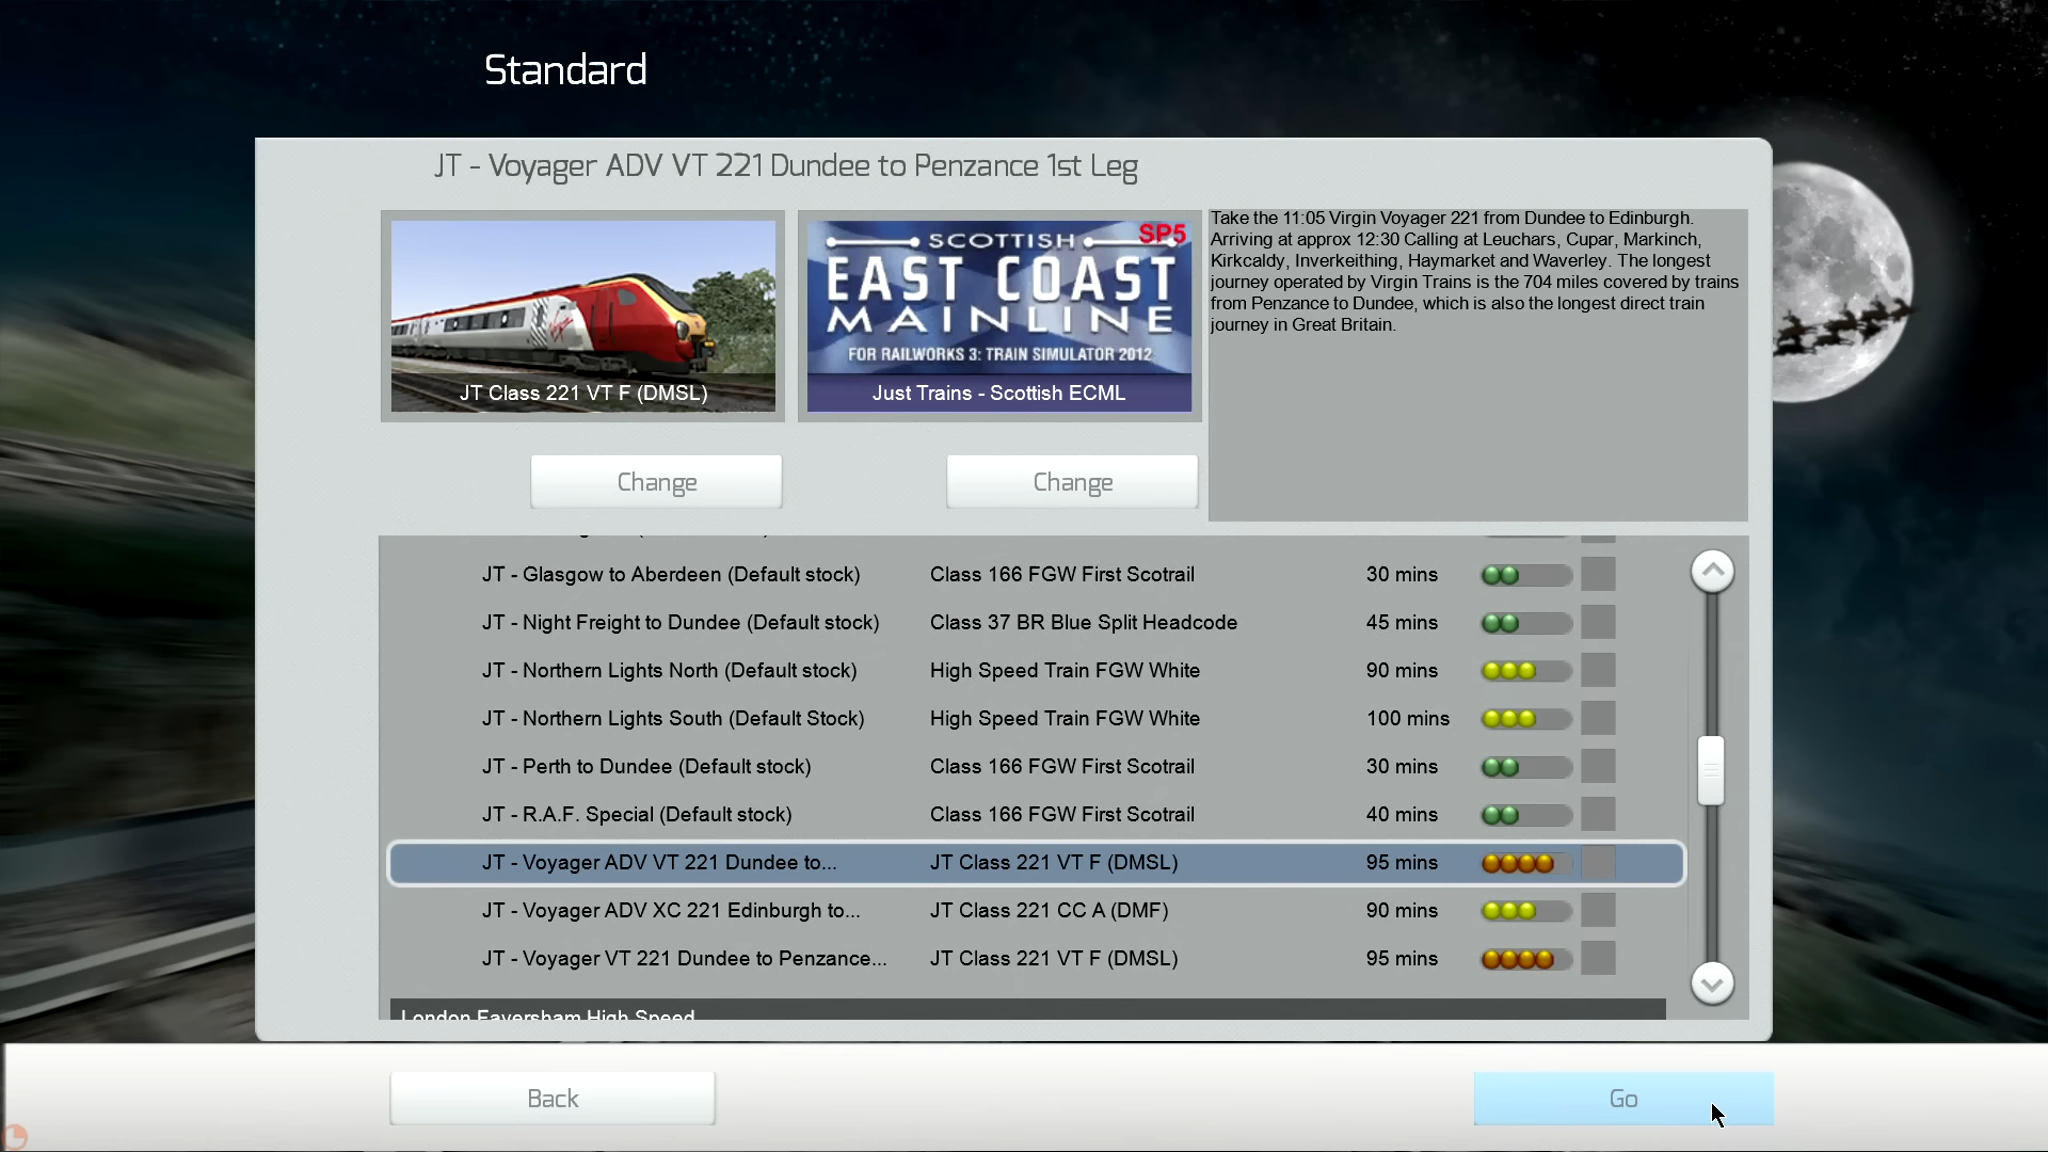 Standard
JT - Voyager ADV VT 221 Dundee to Penzance 1st Leg
SCOTTISH
SP5
EAST COAST
MAINLINE
FOR RAILWORKS 3: TRAIN SIMULATOR 2012
JT Class 221 VT F (DMSL)
Just Trains - Scottish ECML
Take the 11:05 Virgin Voyager 221 from Dundee to Edinburgh.
Arriving at approx 12:30 Calling at Leuchars, Cupar, Markinch,
Kirkcaldy, Inverkeithing, Haymarket and Waverley. The longest
journey operated by Virgin Trains is the 704 miles covered by trains
from Penzance to Dundee, which is also the longest direct train
journey in Great Britain.
Change
Change
JT - Glasgow to Aberdeen (Default stock) Class 166 FGW First Scotrail 30 mins
JT - Night Freight to Dundee (Default stock) Class 37 BR Blue Split Headcode 45 mins
JT - Northern Lights North (Default stock) High Speed Train FGW White 90 mins
JT - Northern Lights South (Default Stock) High Speed Train FGW White 100 mins
JT - Perth to Dundee (Default stock) Class 166 FGW First Scotrail 30 mins
JT - R.A.F. Special (Default stock) Class 166 FGW First Scotrail 40 mins
JT - Voyager ADV VT 221 Dundee to... JT Class 221 VT F (DMSL) 95 mins
JT - Voyager ADV XC 221 Edinburgh to... JT Class 221 CC A (DMF) 90 mins
JT - Voyager VT 221 Dundee to Penzance... JT Class 221 VT F (DMSL) 95 mins
London Faversham High Speed
Back
Go